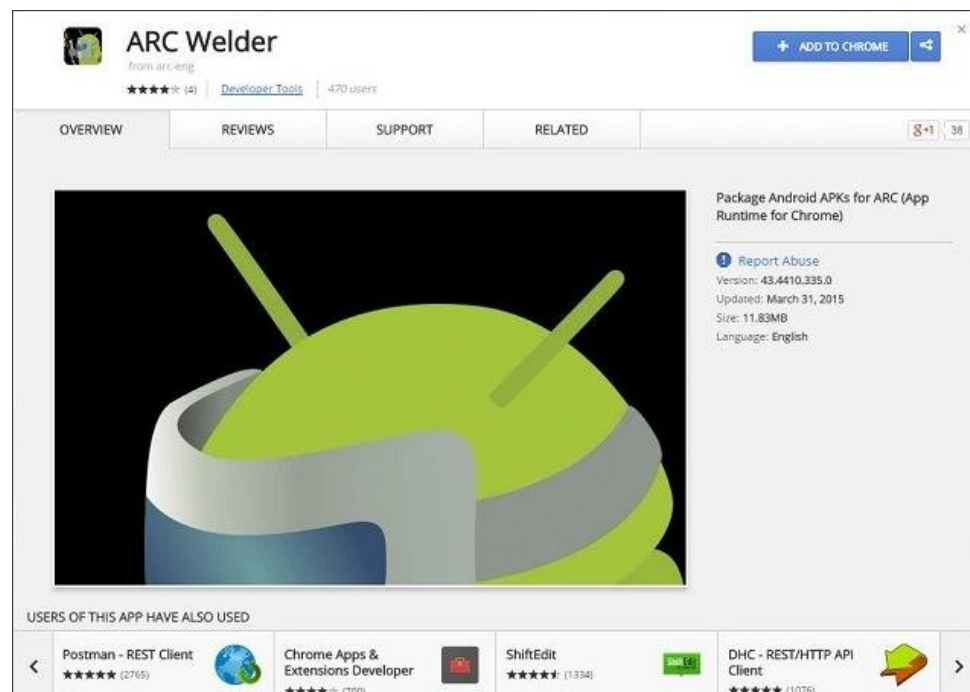 ARC Welder
from arc-eng
(4)
Developer Tools
470 users
+ ADD TO CHROME
OVERVIEW
REVIEWS
SUPPORT
RELATED
g+1
38
Package Android APKs for ARC (App
Runtime for Chrome)
Report Abuse
Version: 43.4410.335.0
Updated: March 31, 2015
Size: 11.83MB
Language: English
USERS OF THIS APP HAVE ALSO USED
Postman - REST Client
(2765)
Chrome Apps &
Extensions Developer
(700)
ShiftEdit
(1334)
ShiftEdit
DHC - REST/HTTP API
Client
(1076)